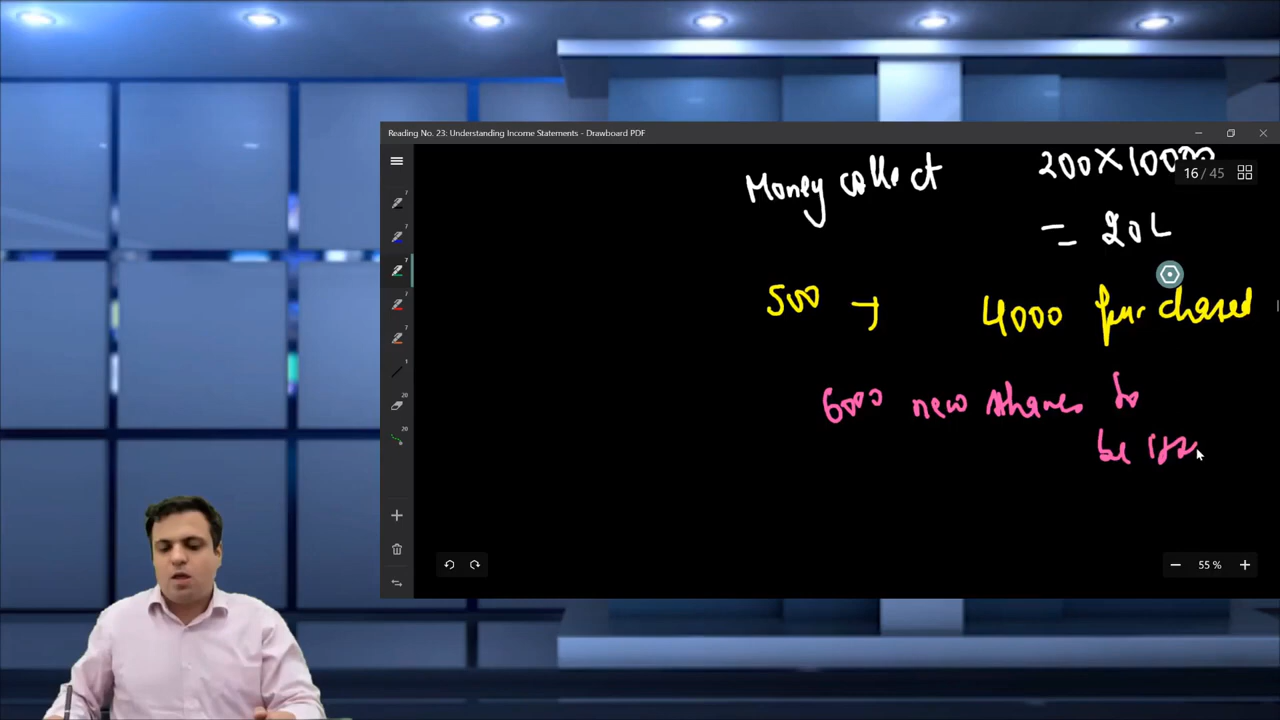 Reading No. 23: Understanding Income Statements - Drawboard PDF
Money collect 200 X 10000
16 / 45
= 20L
500 → 4000 purchased
6000 new shares to
be iss
55 %